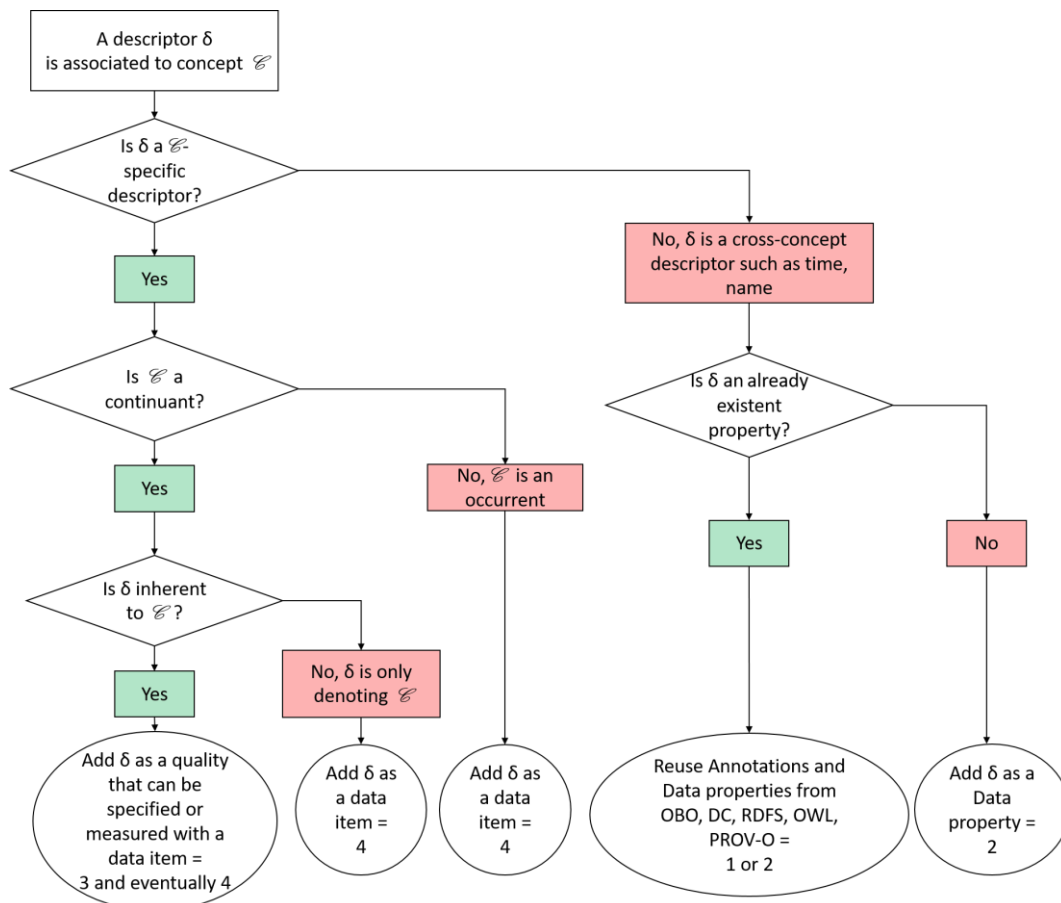 A descriptor δ
is associated to concept 𝒞
Is δ a 𝒞-
specific
descriptor?
No, δ is a cross-concept
descriptor such as time,
name
Yes
Is 𝒞 a
continuant?
Is δ an already
existent
property?
No, 𝒞 is an
occurrent
Yes
Yes
No
Is δ inherent
to 𝒞 ?
No, δ is only
denoting 𝒞
Yes
Add δ as a quality
that can be
specified or
measured with a
data item =
3 and eventually 4
Add δ as
a data
item =
4
Add δ as
a data
item =
4
Reuse Annotations and
Data properties from
OBO, DC, RDFS, OWL,
PROV-O =
1 or 2
Add δ as a
Data
property =
2